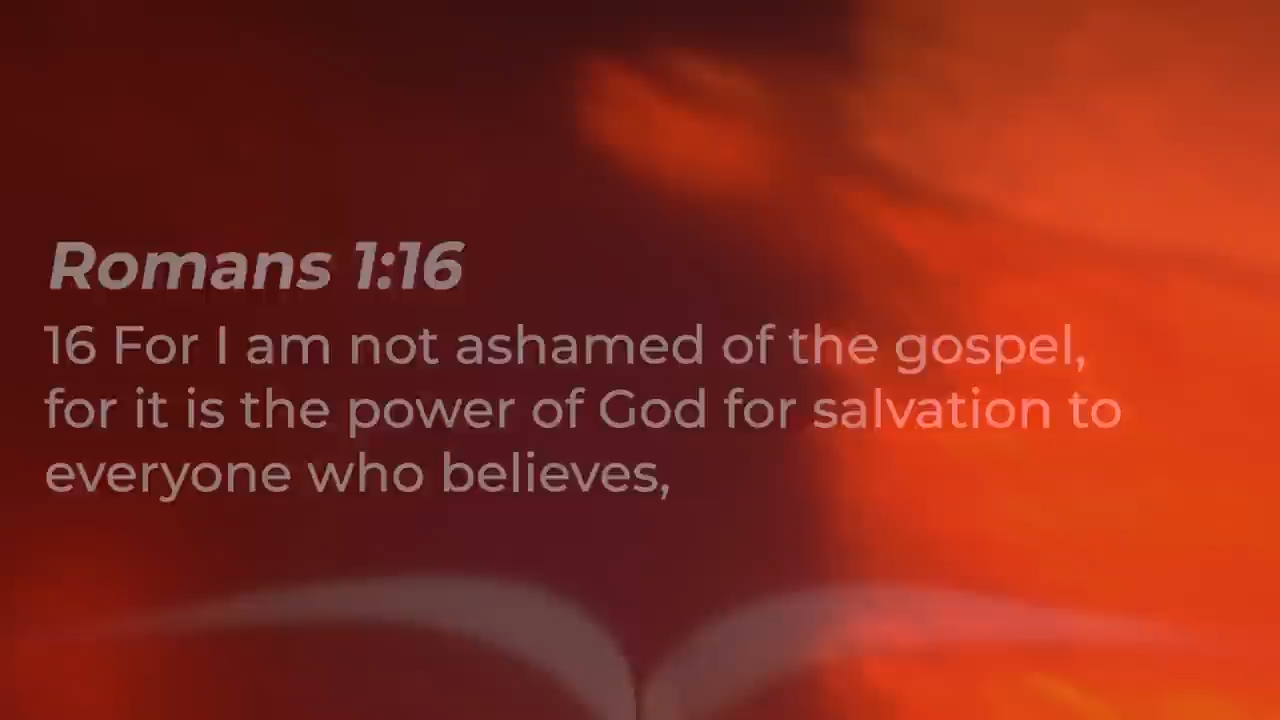 Romans 1:16
16 For I am not ashamed of the gospel,
for it is the power of God for salvation to
everyone who believes,